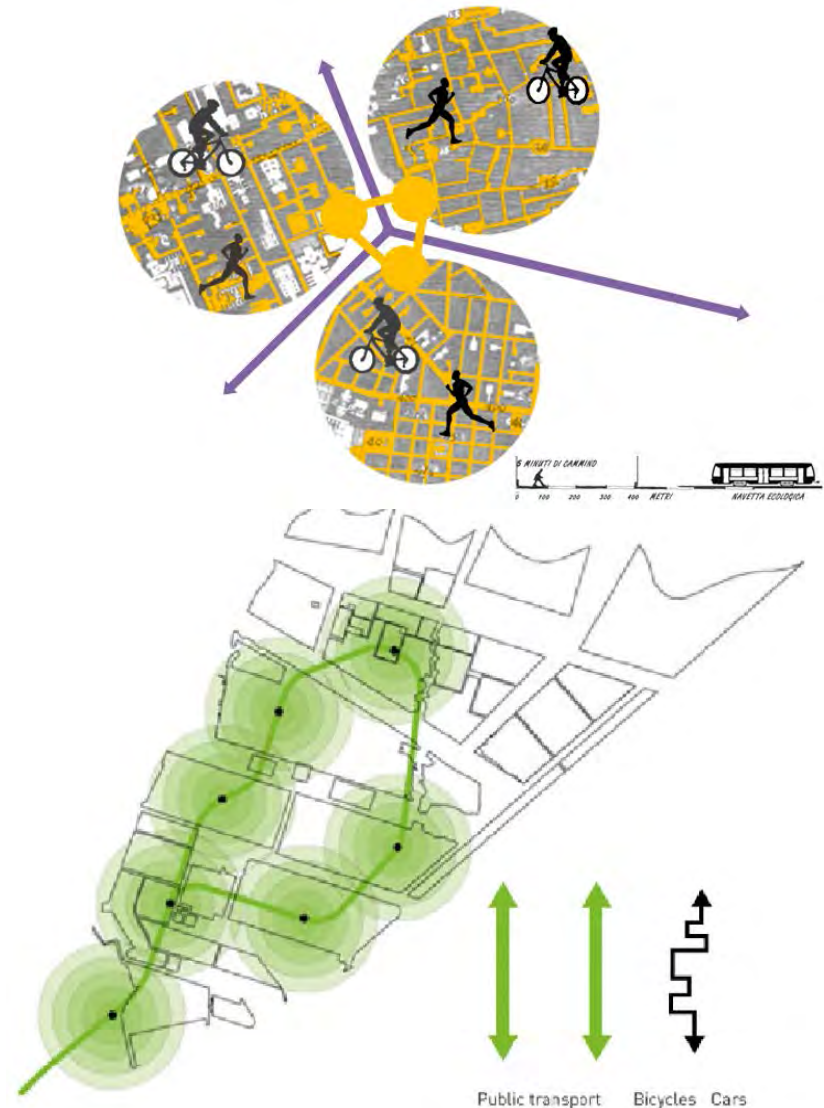 5 MINUTI DI CAMMINO
0 100 200 300 400 METRI NAVETTA ECOLOGICA
Public transport Bicycles Cars